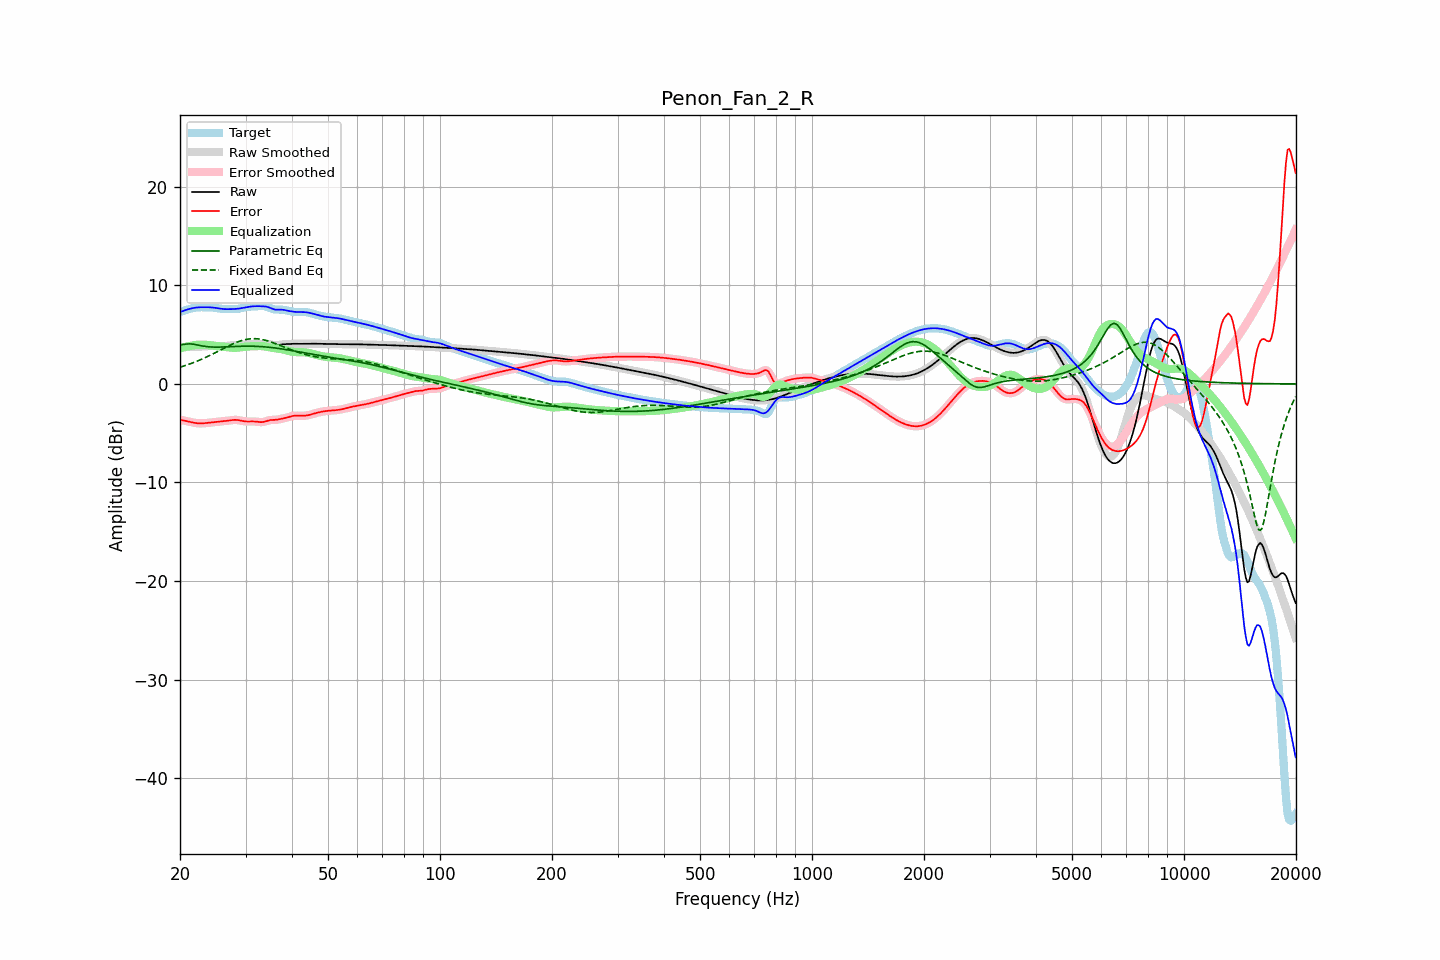 Penon_Fan_2_R
Target
Raw Smoothed
Error Smoothed
Raw
Error
Equalization
Parametric Eq
Fixed Band Eq
Equalized
20
10
0
−10
−20
−30
−40
Amplitude (dBr)
20 50 100 200 500 1000 2000 5000 10000 20000
Frequency (Hz)